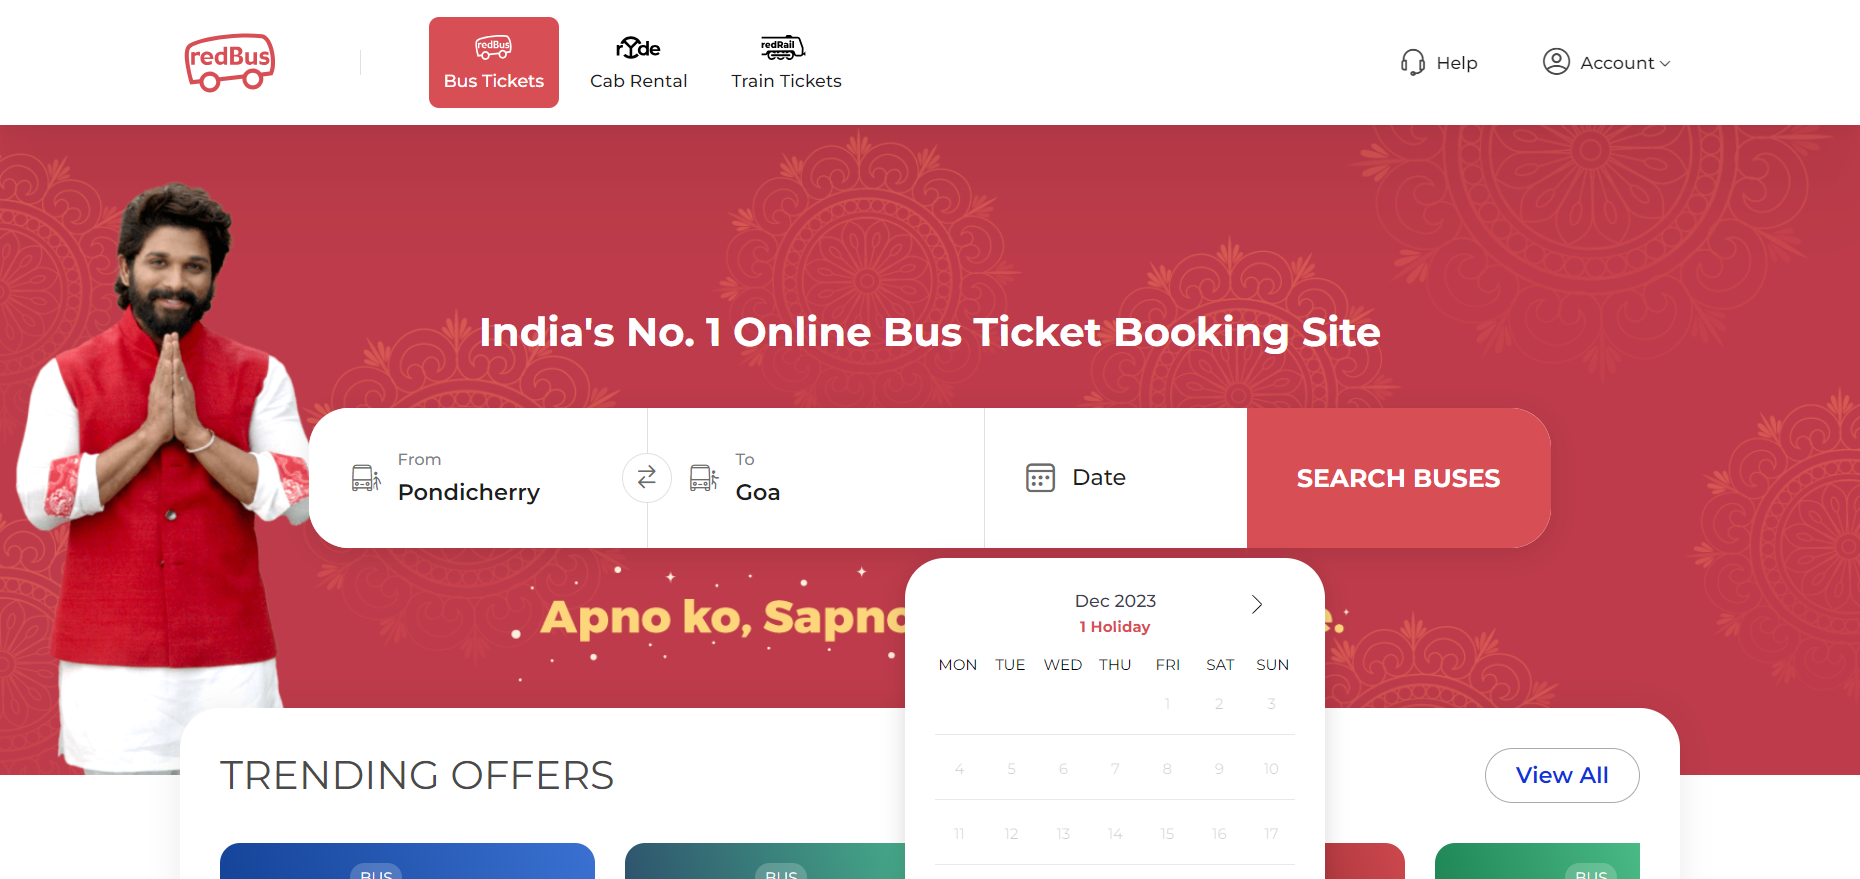 redBus
redBus
Bus Tickets
ryde
Cab Rental
redRail
Train Tickets
Help
Account
India's No. 1 Online Bus Ticket Booking Site
From
Pondicherry
To
Goa
Date
SEARCH BUSES
Apno ko, Sapno
e.
Dec 2023
1 Holiday
MON TUE WED THU FRI SAT SUN
1 2 3
4 5 6 7 8 9 10
11 12 13 14 15 16 17
TRENDING OFFERS
View All
BUS
BUS
BUS